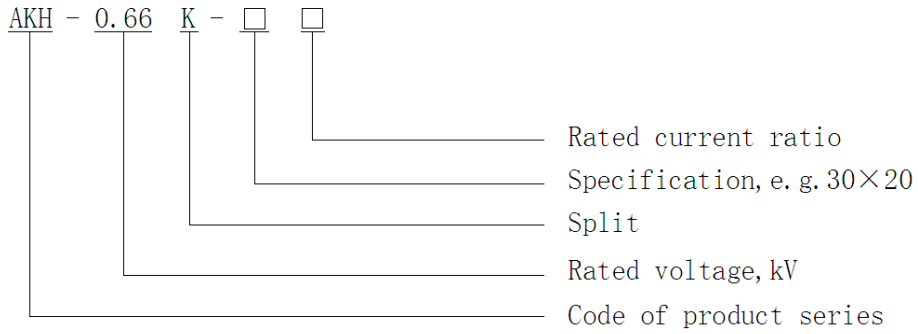 AKH - 0.66 K - □ □
Rated current ratio
Specification, e.g. 30×20
Split
Rated voltage, kV
Code of product series